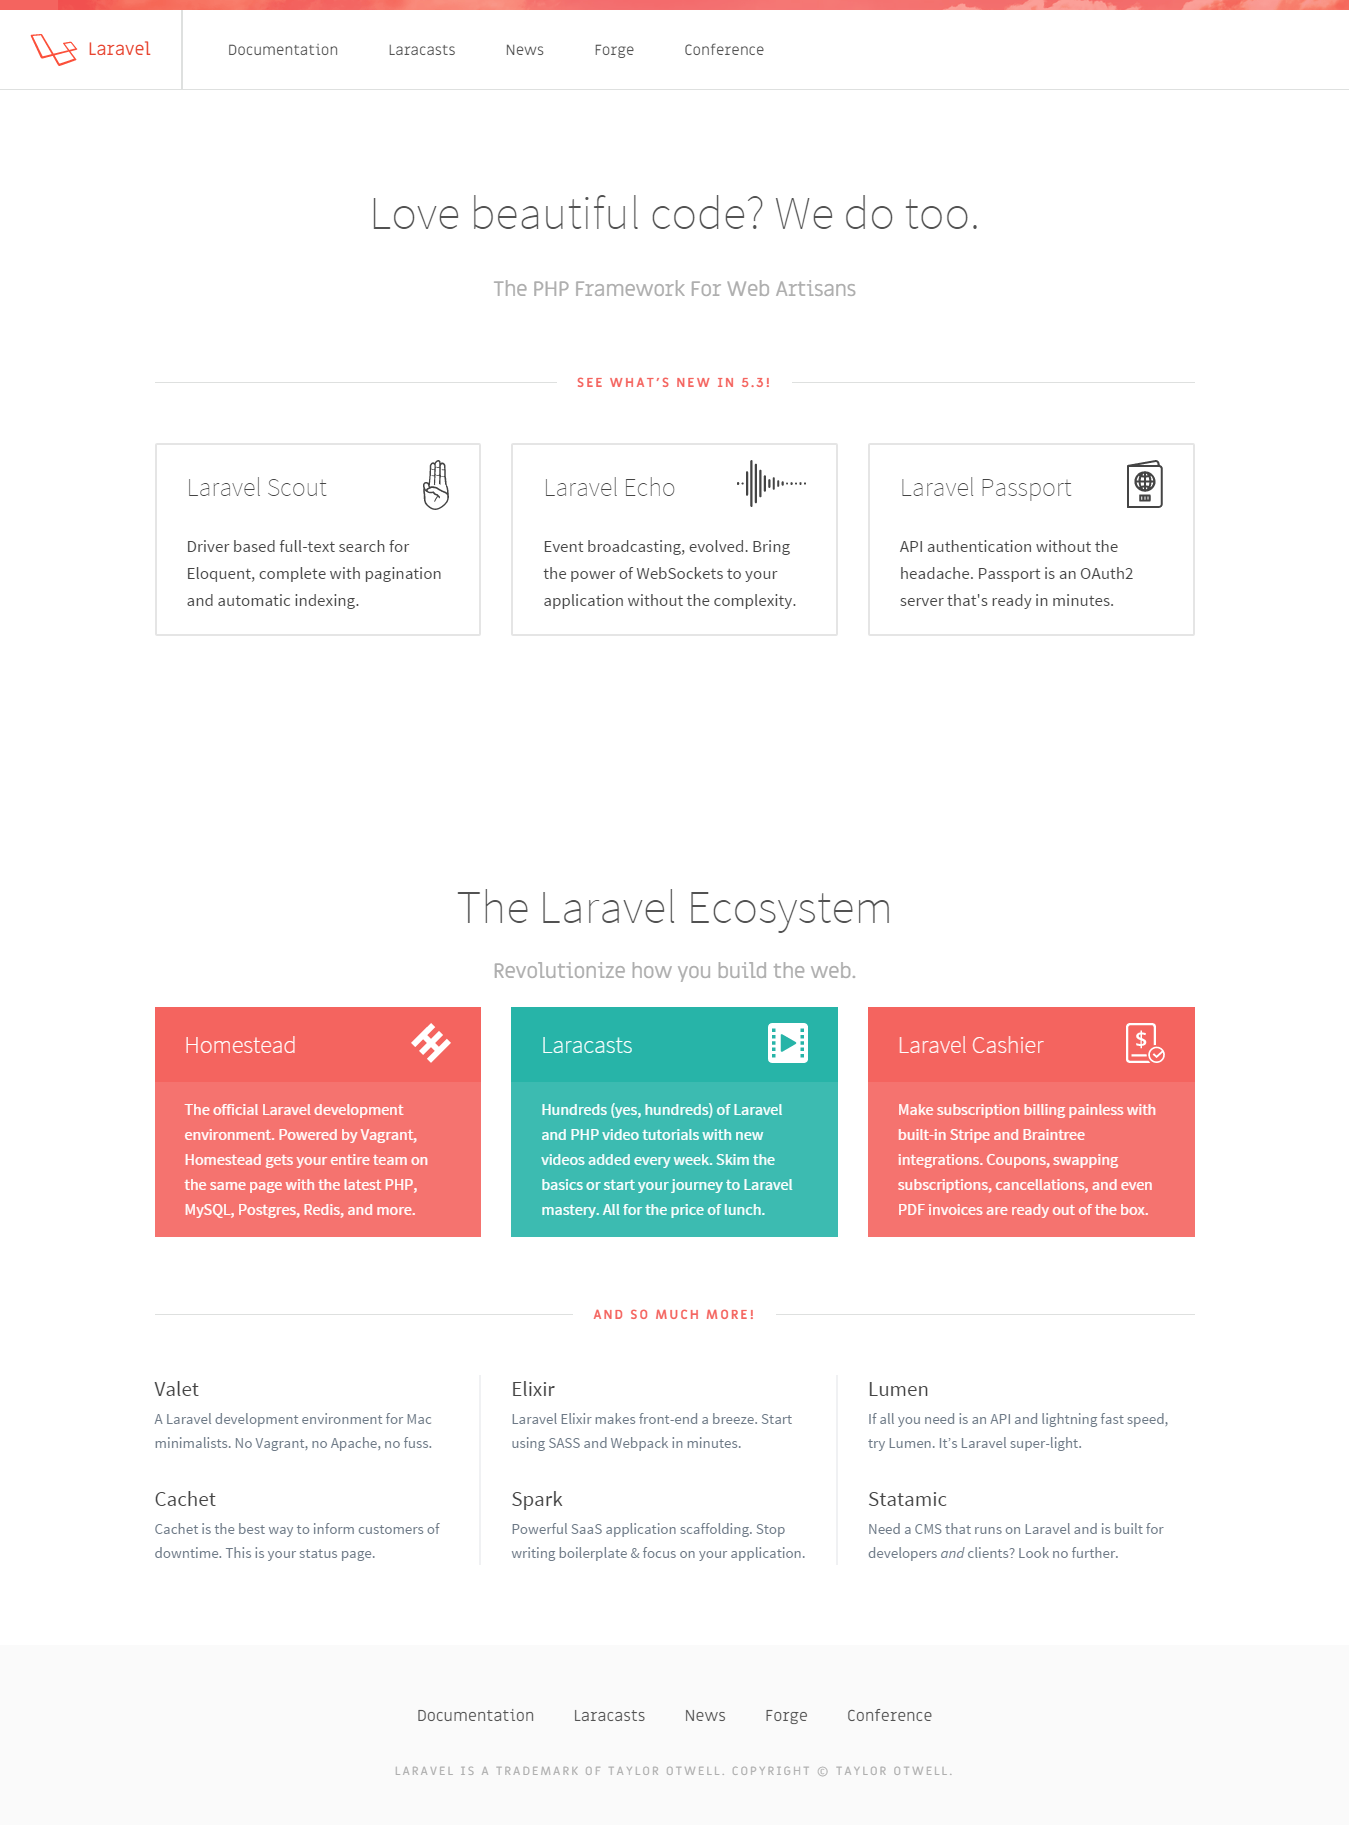 Laravel
Documentation
Laracasts
News
Forge
Conference
Love beautiful code? We do too.
The PHP Framework For Web Artisans
SEE WHAT'S NEW IN 5.3!
Laravel Scout
Driver based full-text search for
Eloquent, complete with pagination
and automatic indexing.
Laravel Echo
Event broadcasting, evolved. Bring
the power of WebSockets to your
application without the complexity.
Laravel Passport
API authentication without the
headache. Passport is an OAuth2
server that's ready in minutes.
The Laravel Ecosystem
Revolutionize how you build the web.
Homestead
The official Laravel development
environment. Powered by Vagrant,
Homestead gets your entire team on
the same page with the latest PHP,
MySQL, Postgres, Redis, and more.
Laracasts
Hundreds (yes, hundreds) of Laravel
and PHP video tutorials with new
videos added every week. Skim the
basics or start your journey to Laravel
mastery. All for the price of lunch.
Laravel Cashier
$
Make subscription billing painless with
built-in Stripe and Braintree
integrations. Coupons, swapping
subscriptions, cancellations, and even
PDF invoices are ready out of the box.
AND SO MUCH MORE!
Valet
A Laravel development environment for Mac
minimalists. No Vagrant, no Apache, no fuss.
Elixir
Laravel Elixir makes front-end a breeze. Start
using SASS and Webpack in minutes.
Lumen
If all you need is an API and lightning fast speed,
try Lumen. It's Laravel super-light.
Cachet
Cachet is the best way to inform customers of
downtime. This is your status page.
Spark
Powerful SaaS application scaffolding. Stop
writing boilerplate & focus on your application.
Statamic
Need a CMS that runs on Laravel and is built for
developers and clients? Look no further.
Documentation
Laracasts
News
Forge
Conference
LARAVEL IS A TRADEMARK OF TAYLOR OTWELL. COPYRIGHT © TAYLOR OTWELL.